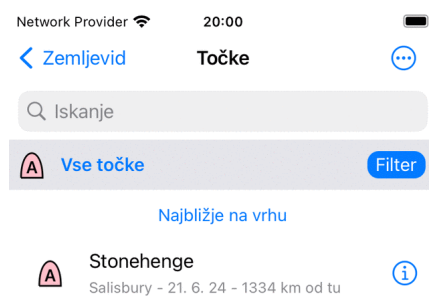 Network Provider 20:00
Zemljevid Točke
Iskanje
A Vse točke Filter
Najbližje na vrhu
A Stonehenge
Salisbury - 21. 6. 24 - 1334 km od tu